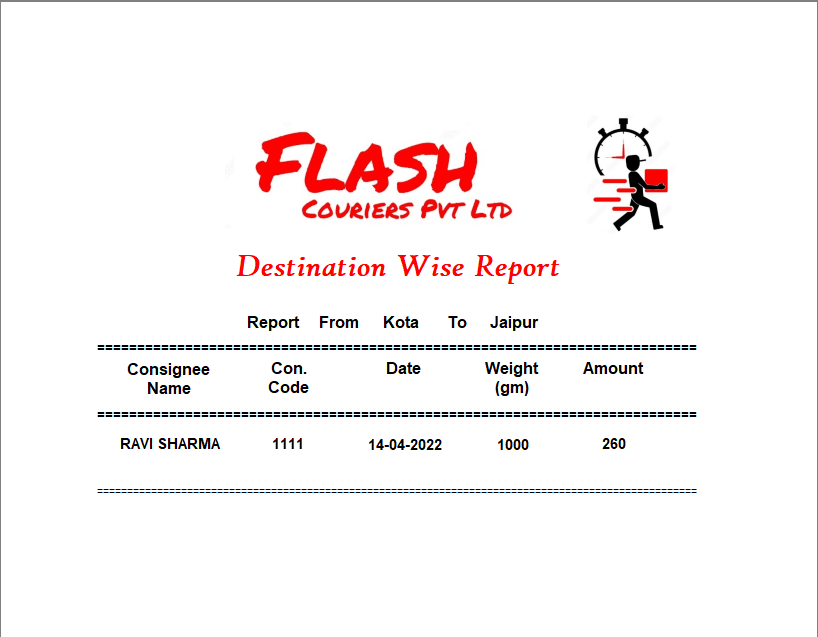 FLASH
COURIERS PVT LTD
Destination Wise Report
Report From Kota To Jaipur
Consignee Name Con. Code Date Weight (gm) Amount
RAVI SHARMA 1111 14-04-2022 1000 260